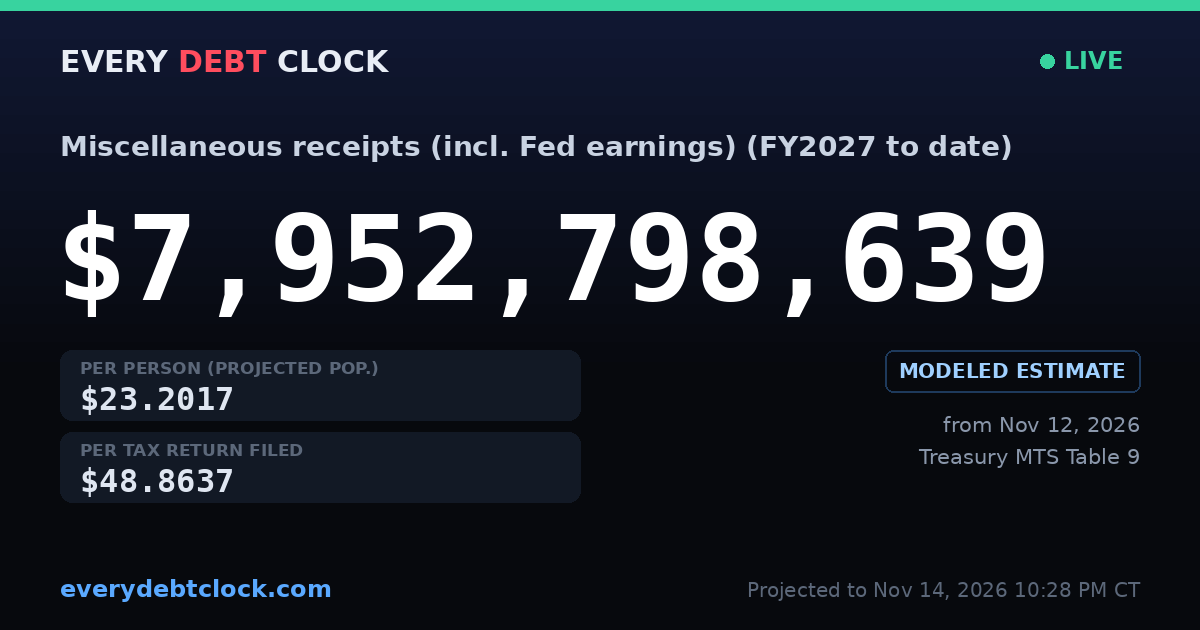 EVERY DEBT CLOCK
LIVE
Miscellaneous receipts (incl. Fed earnings) (FY2027 to date)
$7,952,798,639
PER PERSON (PROJECTED POP.)
$23.2017
PER TAX RETURN FILED
$48.8637
MODELED ESTIMATE
from Nov 12, 2026
Treasury MTS Table 9
everydebtclock.com
Projected to Nov 14, 2026 10:28 PM CT